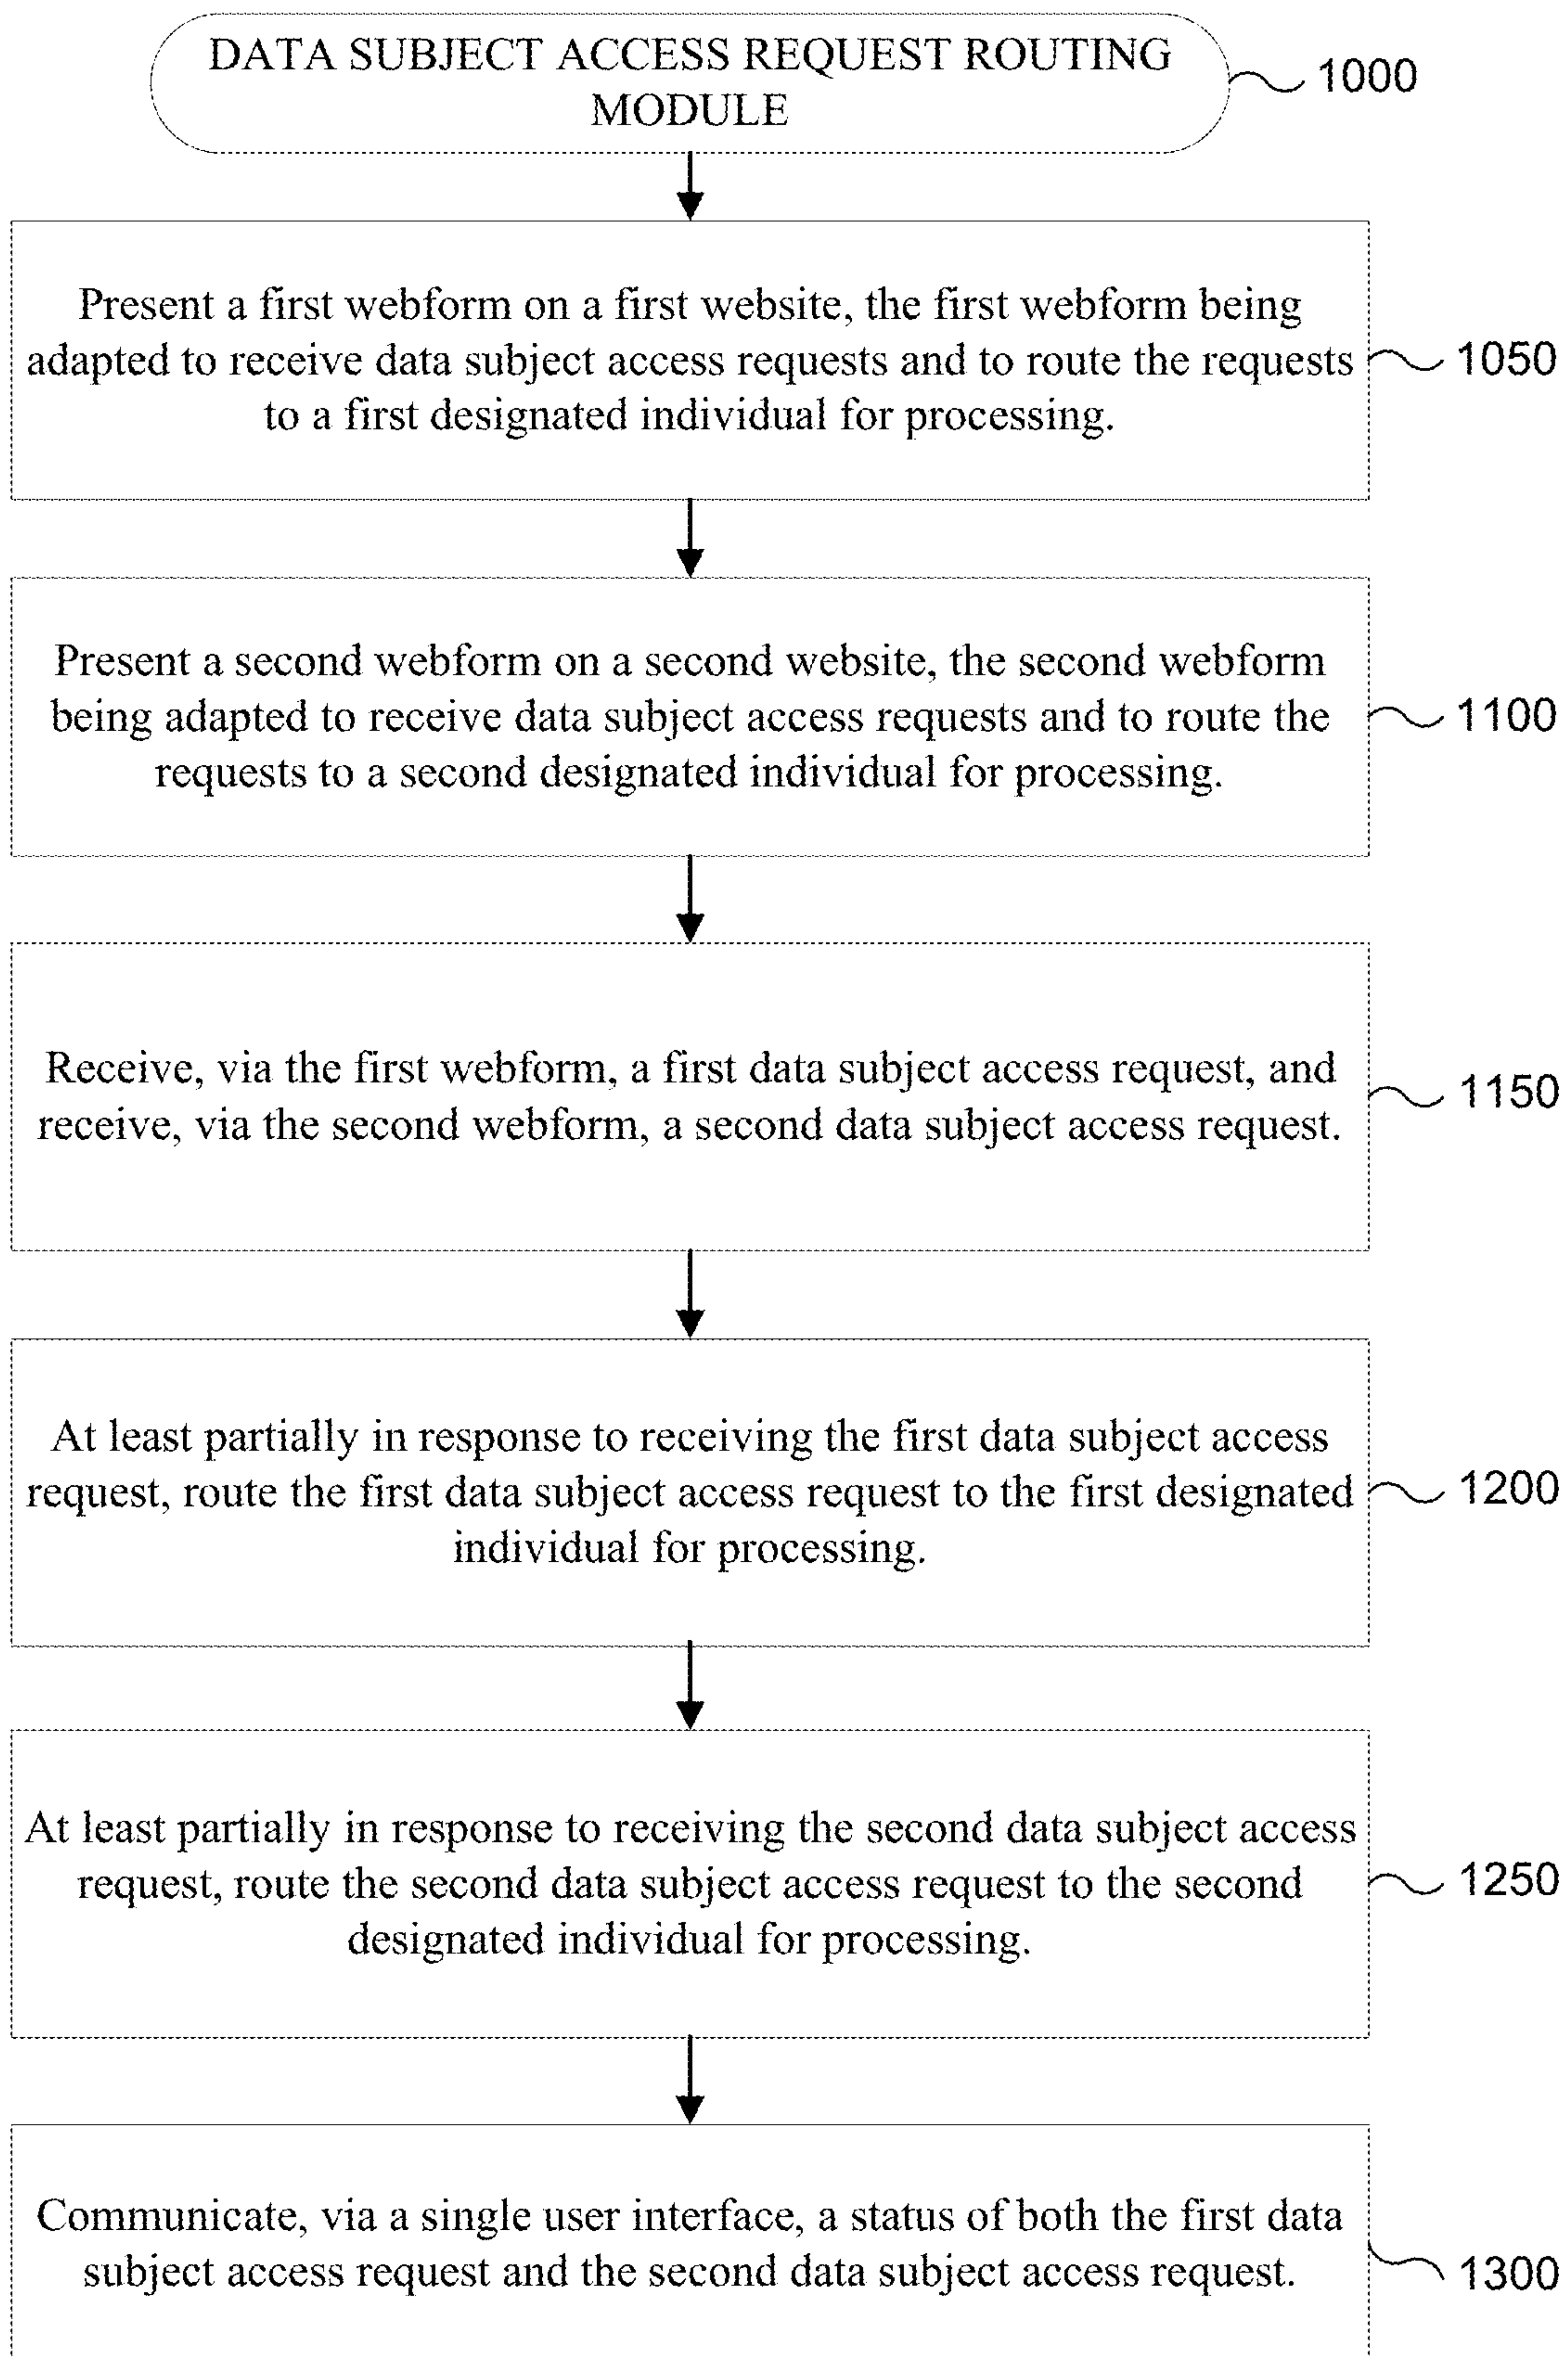 DATA SUBJECT ACCESS REQUEST ROUTING
MODULE
1000
Present a first webform on a first website, the first webform being
adapted to receive data subject access requests and to route the requests
to a first designated individual for processing.
1050
Present a second webform on a second website, the second webform
being adapted to receive data subject access requests and to route the
requests to a second designated individual for processing.
1100
Receive, via the first webform, a first data subject access request, and
receive, via the second webform, a second data subject access request.
1150
At least partially in response to receiving the first data subject access
request, route the first data subject access request to the first designated
individual for processing.
1200
At least partially in response to receiving the second data subject access
request, route the second data subject access request to the second
designated individual for processing.
1250
Communicate, via a single user interface, a status of both the first data
subject access request and the second data subject access request.
1300